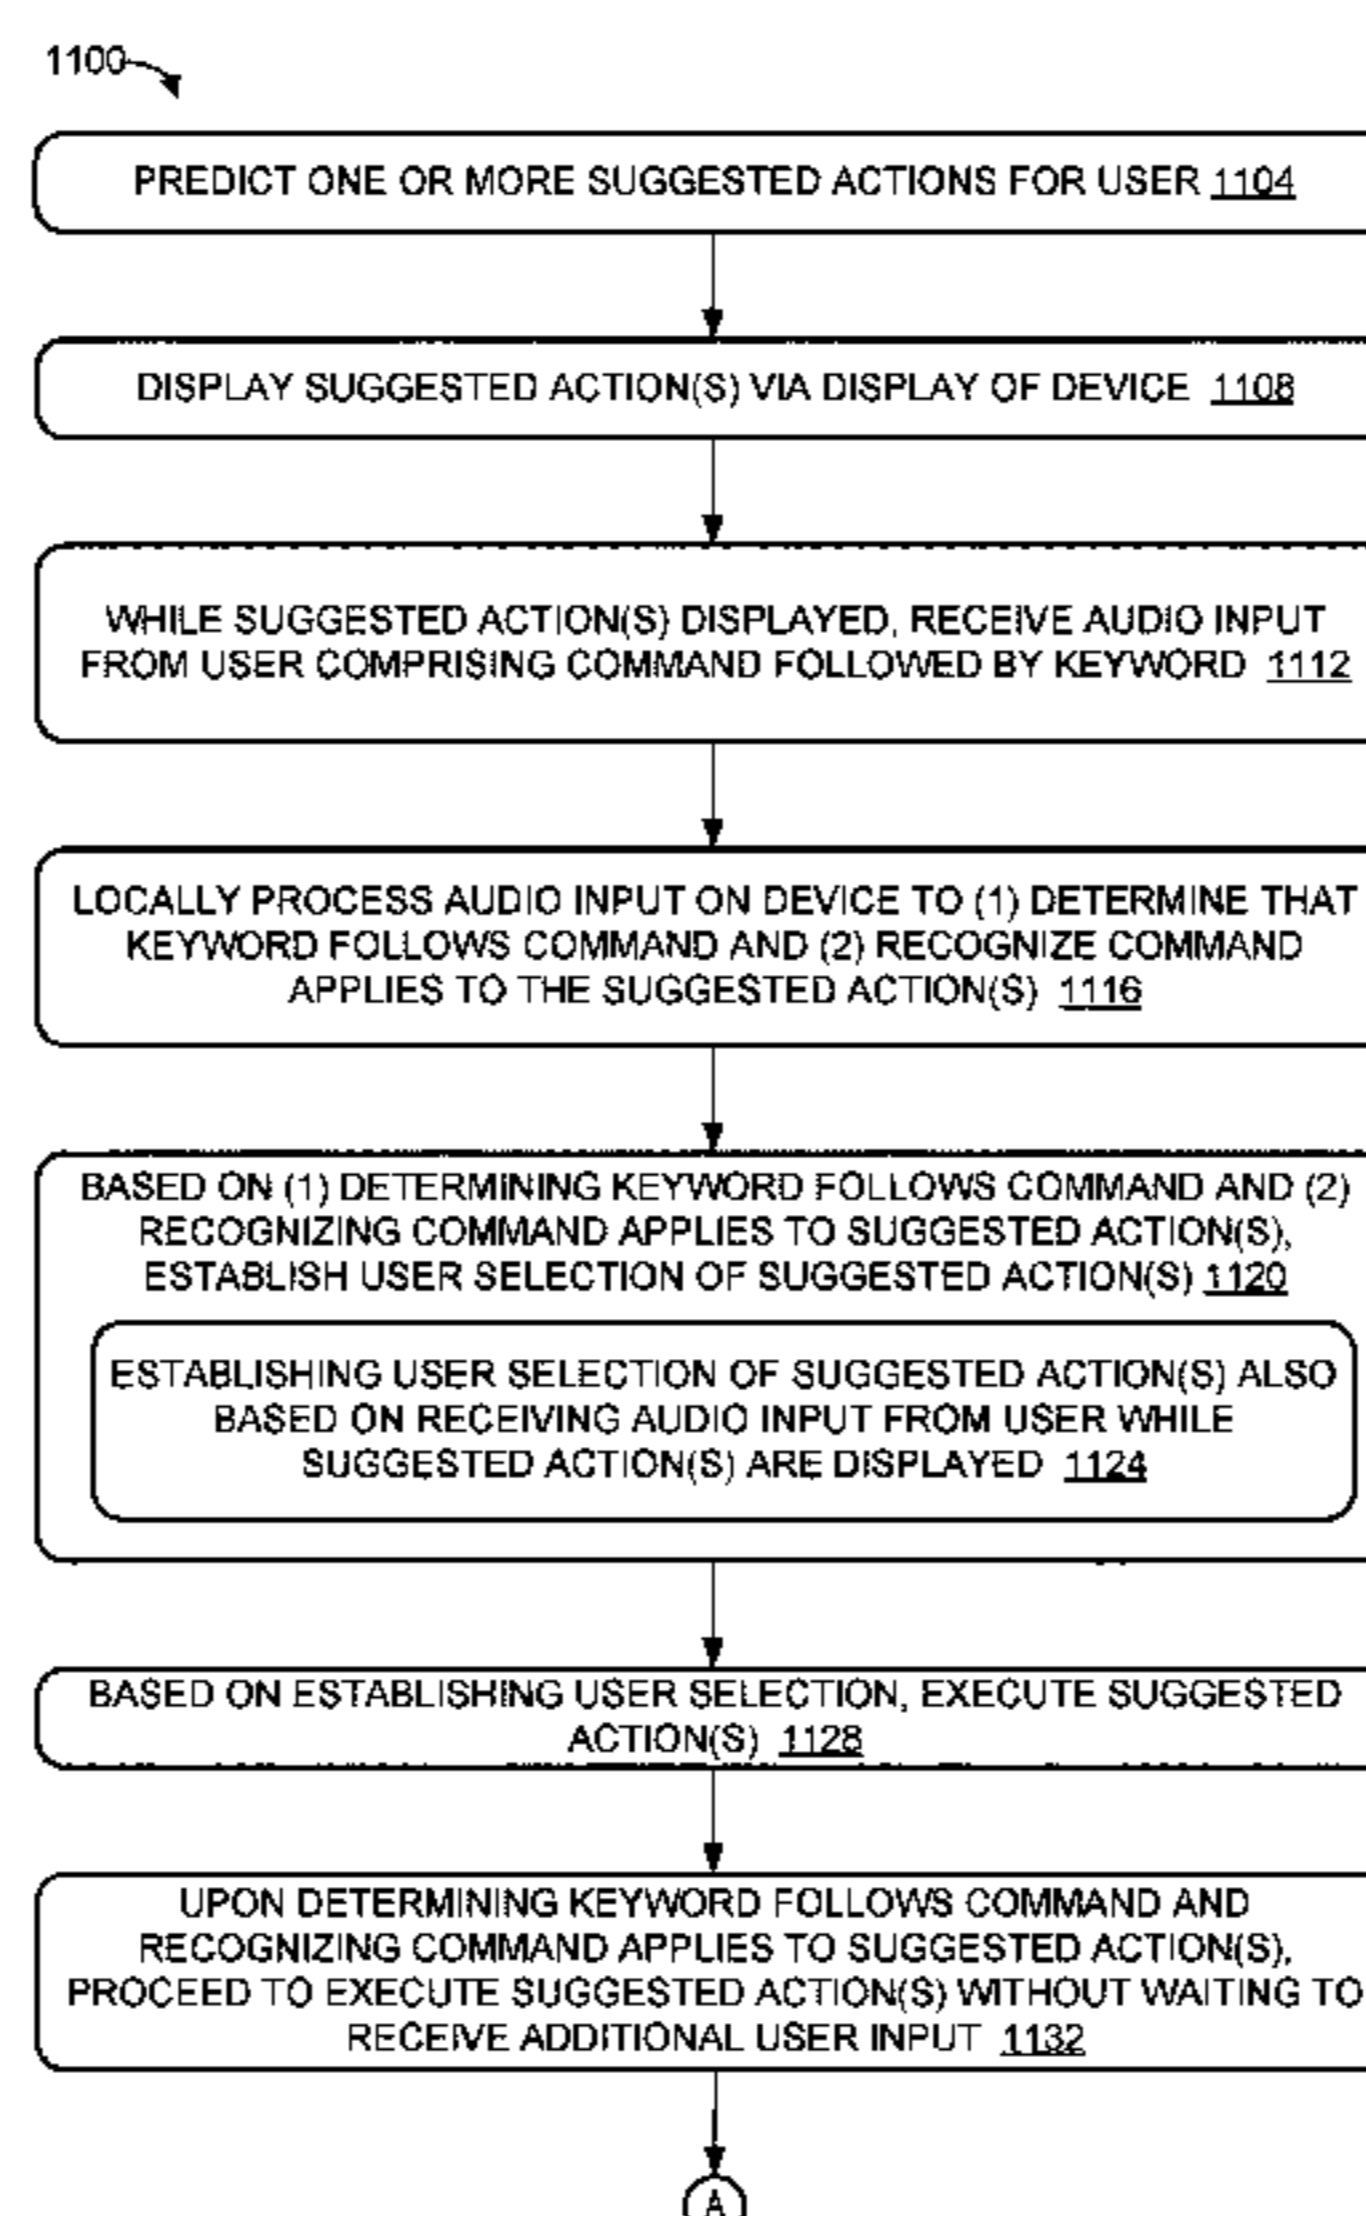 1100
PREDICT ONE OR MORE SUGGESTED ACTIONS FOR USER 1104
DISPLAY SUGGESTED ACTION(S) VIA DISPLAY OF DEVICE 1108
WHILE SUGGESTED ACTION(S) DISPLAYED, RECEIVE AUDIO INPUT
FROM USER COMPRISING COMMAND FOLLOWED BY KEYWORD 1112
LOCALLY PROCESS AUDIO INPUT ON DEVICE TO (1) DETERMINE THAT
KEYWORD FOLLOWS COMMAND AND (2) RECOGNIZE COMMAND
APPLIES TO THE SUGGESTED ACTION(S) 1116
BASED ON (1) DETERMINING KEYWORD FOLLOWS COMMAND AND (2)
RECOGNIZING COMMAND APPLIES TO SUGGESTED ACTION(S),
ESTABLISH USER SELECTION OF SUGGESTED ACTION(S) 1120
ESTABLISHING USER SELECTION OF SUGGESTED ACTION(S) ALSO
BASED ON RECEIVING AUDIO INPUT FROM USER WHILE
SUGGESTED ACTION(S) ARE DISPLAYED 1124
BASED ON ESTABLISHING USER SELECTION, EXECUTE SUGGESTED
ACTION(S) 1128
UPON DETERMINING KEYWORD FOLLOWS COMMAND AND
RECOGNIZING COMMAND APPLIES TO SUGGESTED ACTION(S),
PROCEED TO EXECUTE SUGGESTED ACTION(S) WITHOUT WAITING TO
RECEIVE ADDITIONAL USER INPUT 1132
A